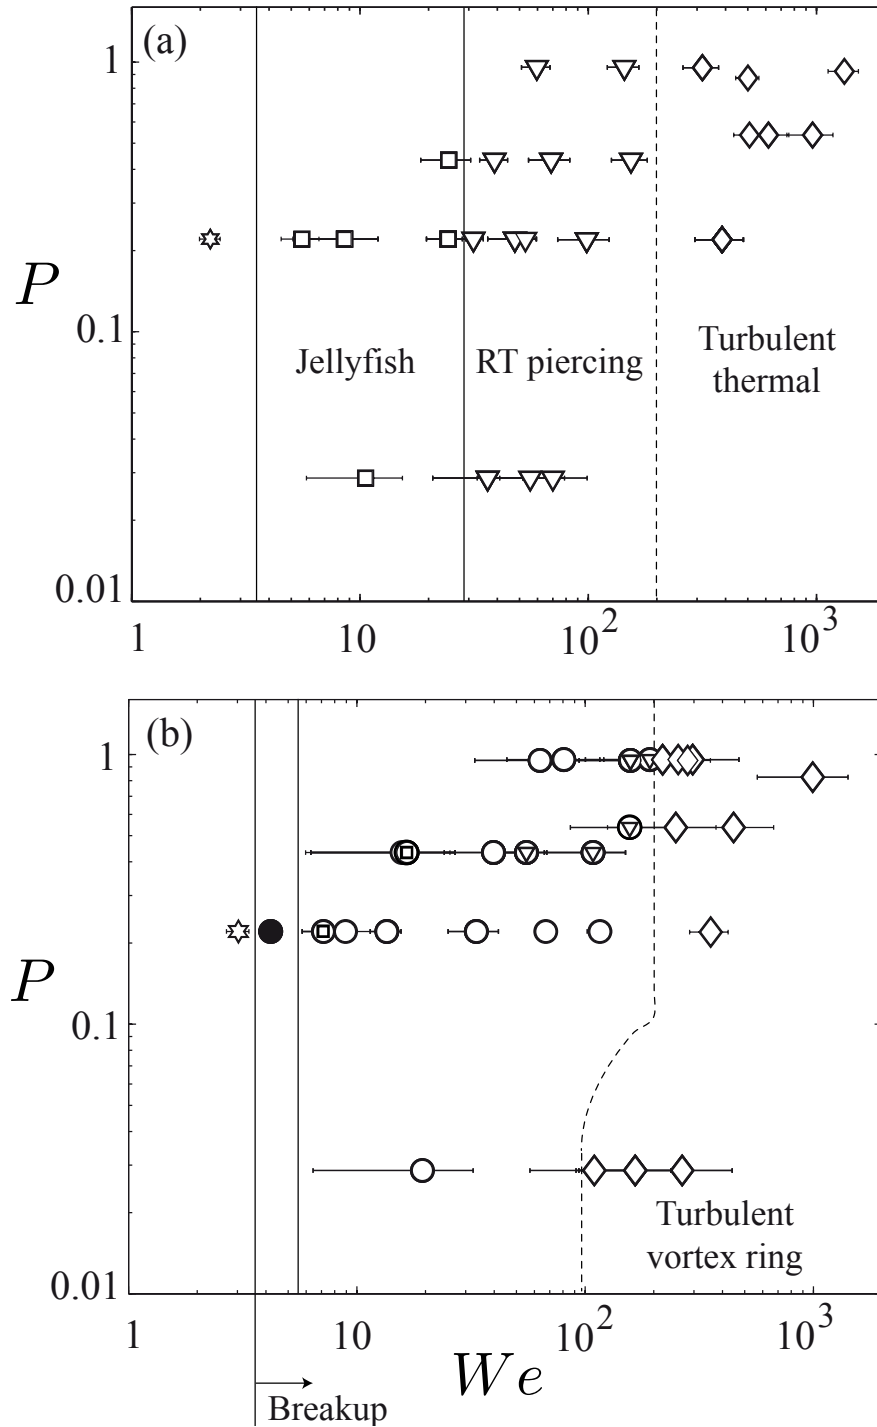 (a)
1
0.1
0.01
P
Jellyfish
RT piercing
Turbulent
thermal
1
10
10²
10³
(b)
1
0.1
0.01
P
Turbulent
vortex ring
1
10
10²
10³
We
Breakup